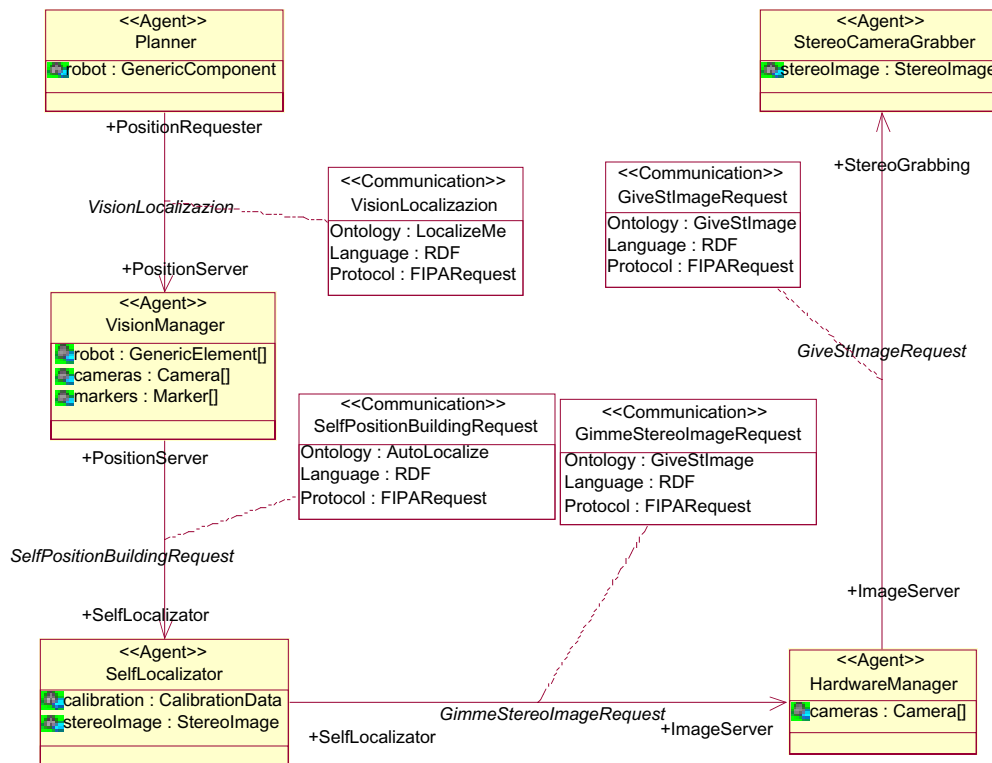 <<Agent>>
Planner
robot : GenericComponent
+PositionRequester
VisionLocalizazion
+PositionServer
<<Communication>>
VisionLocalizazion
Ontology : LocalizeMe
Language : RDF
Protocol : FIPARequest
<<Agent>>
StereoCameraGrabber
stereoImage : StereoImage
+StereoGrabbing
<<Communication>>
GiveStImageRequest
Ontology : GiveStImage
Language : RDF
Protocol : FIPARequest
GiveStImageRequest
<<Agent>>
VisionManager
robot : GenericElement[]
cameras : Camera[]
markers : Marker[]
+PositionServer
<<Communication>>
SelfPositionBuildingRequest
Ontology : AutoLocalize
Language : RDF
Protocol : FIPARequest
<<Communication>>
GimmeStereoImageRequest
Ontology : GiveStImage
Language : RDF
Protocol : FIPARequest
SelfPositionBuildingRequest
+SelfLocalizator
+ImageServer
<<Agent>>
SelfLocalizator
calibration : CalibrationData
stereoImage : StereoImage
GimmeStereoImageRequest
+SelfLocalizator
+ImageServer
<<Agent>>
HardwareManager
cameras : Camera[]